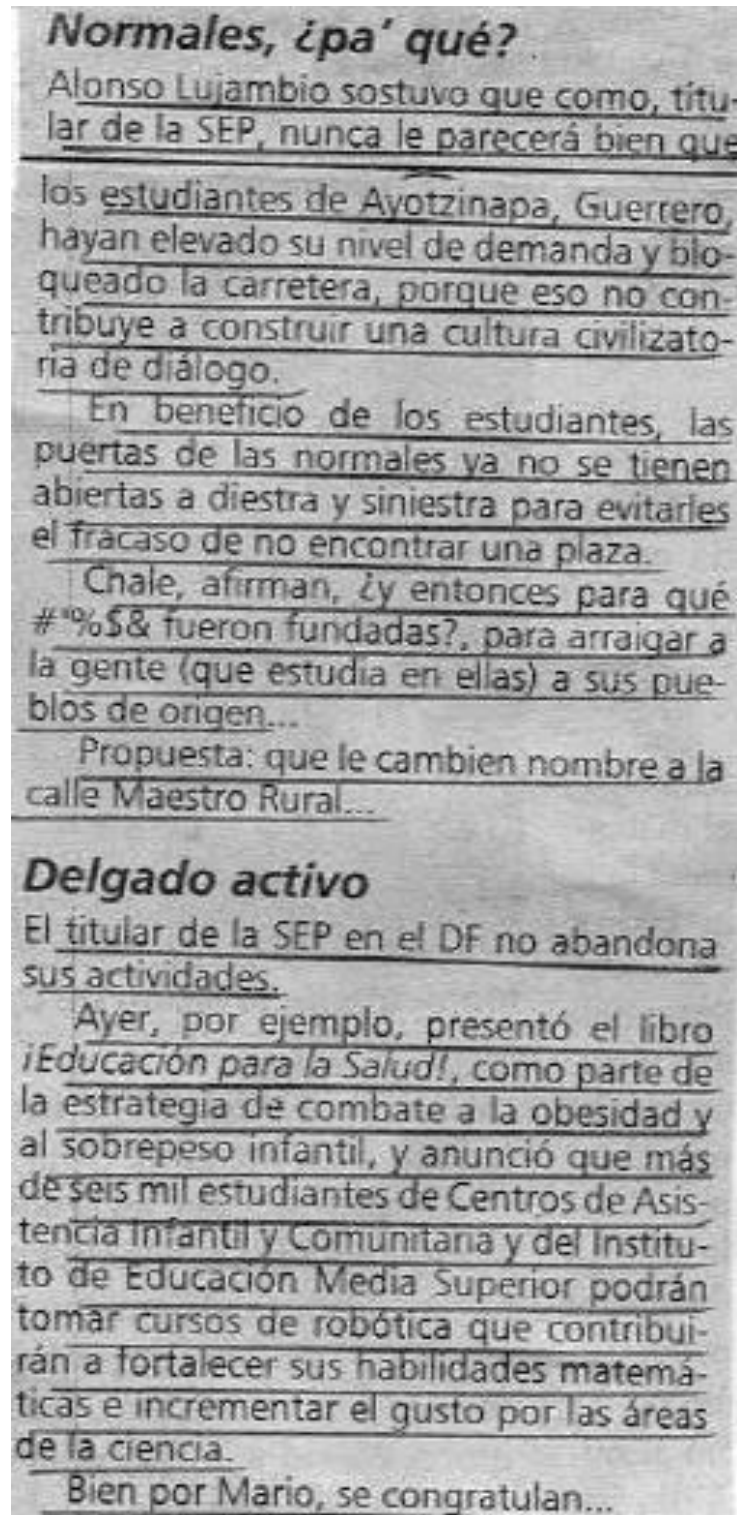 Normales, ¿pa' qué?
Alonso Lujambio sostuvo que como, titu-
lar de la SEP, nunca le parecerá bien que
los estudiantes de Ayotzinapa, Guerrero,
hayan elevado su nivel de demanda y blo-
queado la carretera, porque eso no con-
tribuye a construir una cultura civilizato-
ria de diálogo.
En beneficio de los estudiantes, las
puertas de las normales ya no se tienen
abiertas a diestra y siniestra para evitarles
el fracaso de no encontrar una plaza.
Chale, afirman, ¿y entonces para qué
#*%$& fueron fundadas?, para arraigar a
la gente (que estudia en ellas) a sus pue-
blos de origen...
Propuesta: que le cambien nombre a la
calle Maestro Rural...
Delgado activo
El titular de la SEP en el DF no abandona
sus actividades.
Ayer, por ejemplo, presentó el libro
¡Educación para la Salud!, como parte de
la estrategia de combate a la obesidad y
al sobrepeso infantil, y anunció que más
de seis mil estudiantes de Centros de Asis-
tencia Infantil y Comunitaria y del Institu-
to de Educación Media Superior podrán
tomar cursos de robótica que contribui-
rán a fortalecer sus habilidades matemá-
ticas e incrementar el gusto por las áreas
de la ciencia.
Bien por Mario, se congratulan...